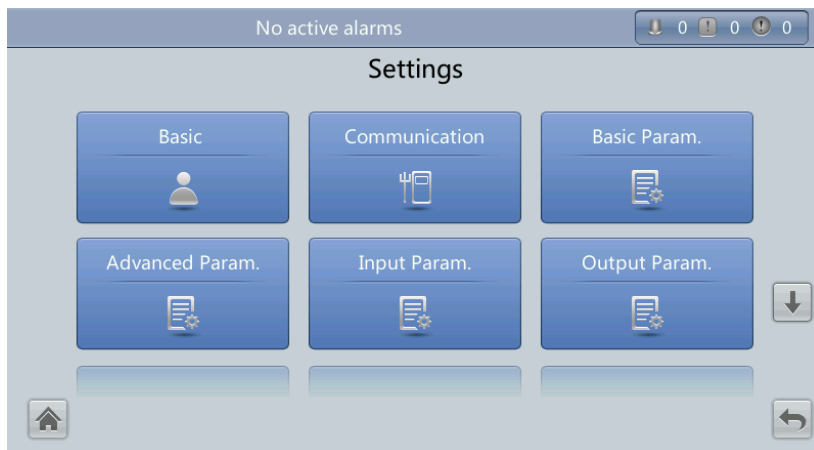 No active alarms 0 0 0
Settings
Basic Communication Basic Param.
Advanced Param. Input Param. Output Param.